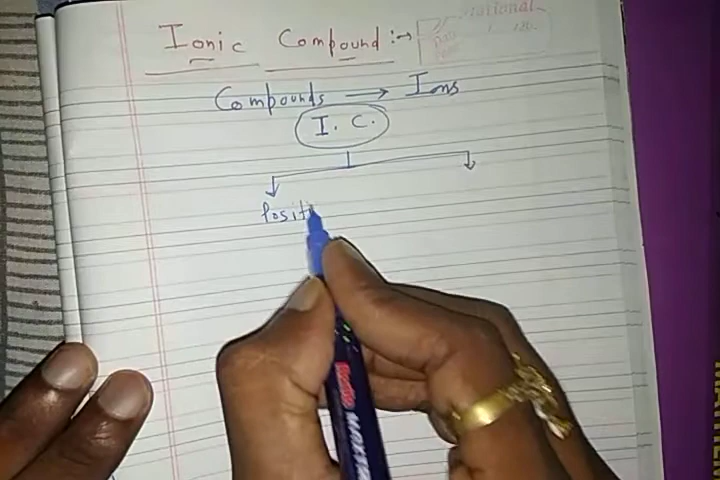 Ionic Compound :→
Compounds → Ions
I. C.
Posit